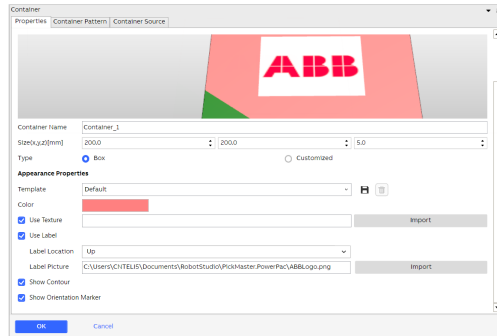 Container
Properties Container Pattern Container Source
ABB
Container Name Container_1
Size(x,y,z)[mm] 200.0 200.0 5.0
Type Box Customized
Appearance Properties
Template Default
Color
Use Texture Import
Use Label
Label Location Up
Label Picture C:\Users\CNTELIS\Documents\RobotStudio\PickMaster.PowerPac\ABBLogo.png Import
Show Contour
Show Orientation Marker
OK Cancel